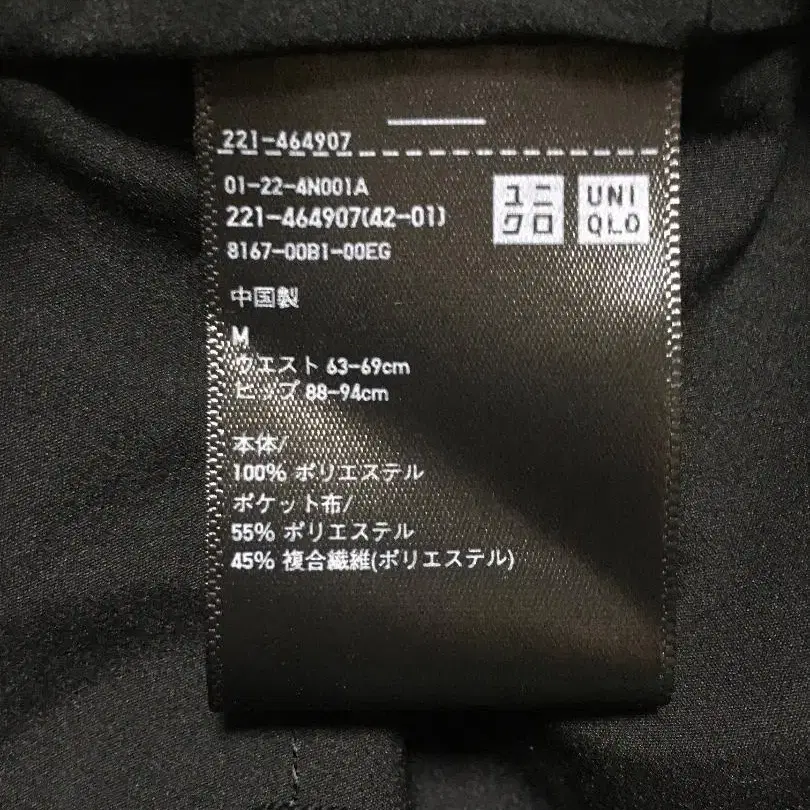 221-464907
01-22-4N001A
221-464907(42-01)
8167-00B1-00EG
ユニ
クロ
UNI
QLO
中国製
M
ウエスト 63-69cm
ヒップ 88-94cm
本体/
100% ポリエステル
ポケット布/
55% ポリエステル
45% 複合繊維(ポリエステル)